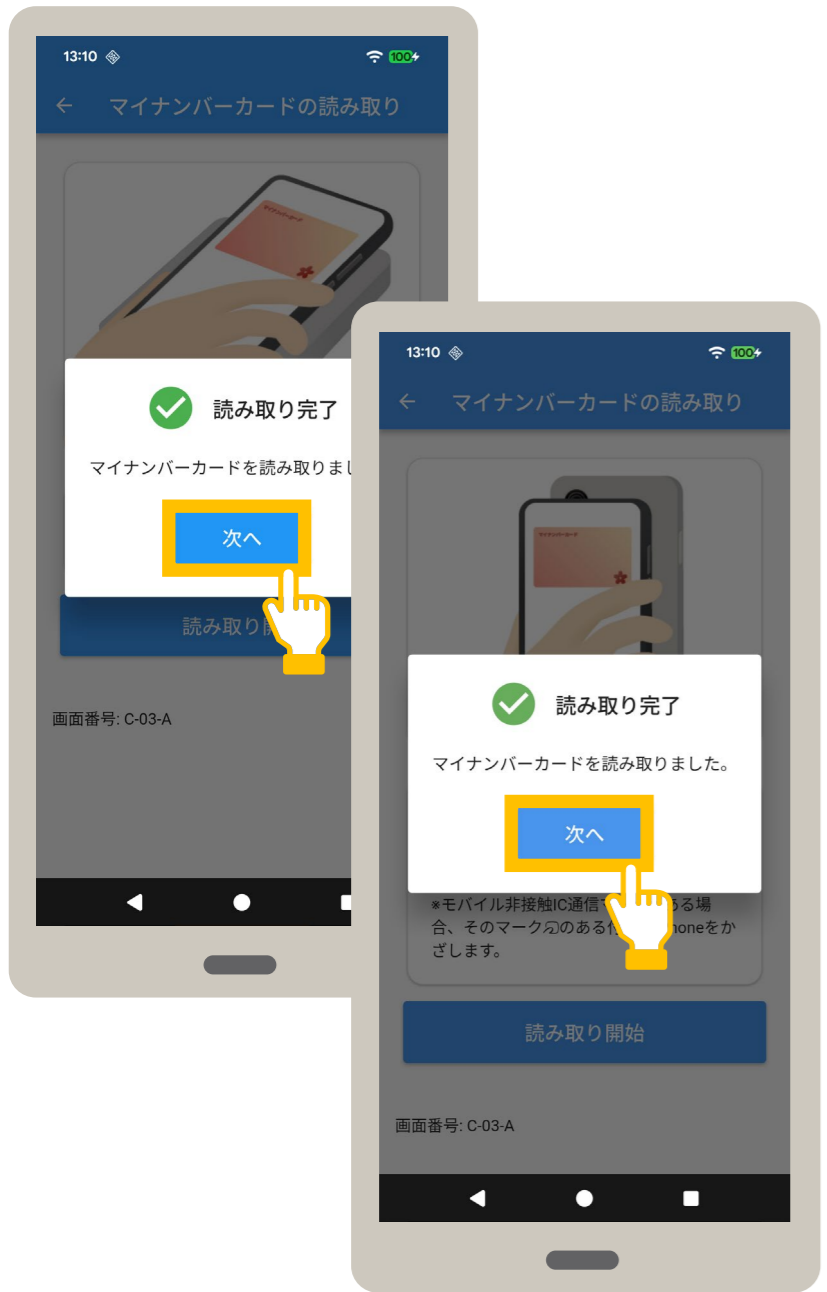 13:10
100
マイナンバーカードの読み取り
マイナンバーカード
読み取り完了
マイナンバーカードを読み取りまし
次へ
読み取り開
画面番号: C-03-A
13:10
100
マイナンバーカードの読み取り
マイナンバーカード
読み取り完了
マイナンバーカードを読み取りました。
次へ
※モバイル非接触IC通信 ある場
合、そのマーク のある をか
ざします。
読み取り開始
画面番号: C-03-A